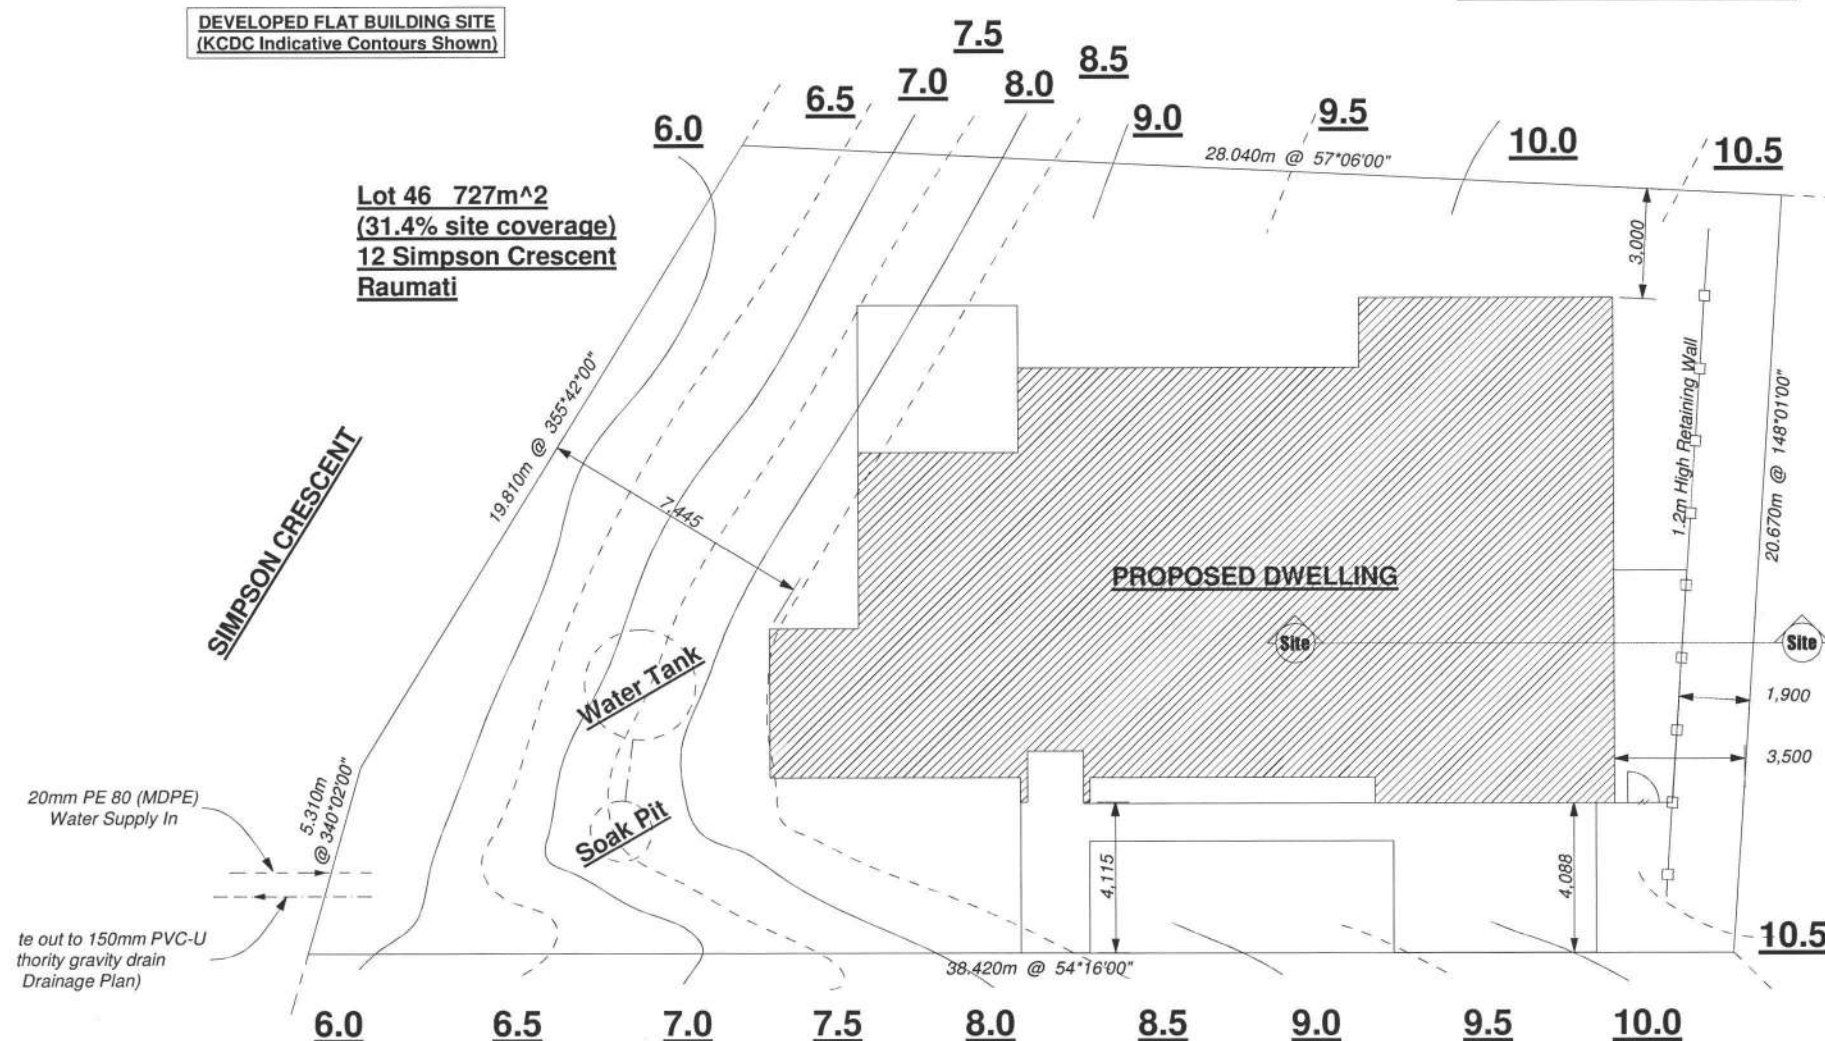 DEVELOPED FLAT BUILDING SITE
(KCDC Indicative Contours Shown)
7.5
8.5
7.0
8.0
6.5
9.0
9.5
6.0
10.0
10.5
28.040m @ 57*06'00"
Lot 46 727m^2
(31.4% site coverage)
12 Simpson Crescent
Raumati
3,000
19.810m @ 355*42'00"
1.2m High Retaining Wall
20.670m @ 148*01'00"
SIMPSON CRESCENT
7,445
PROPOSED DWELLING
Site
Site
Water Tank
1,900
3,500
20mm PE 80 (MDPE)
Water Supply In
5.310m
@ 340*02'00"
Soak Pit
4,115
4,088
te out to 150mm PVC-U
thority gravity drain
Drainage Plan)
10.5
38.420m @ 54*16'00"
6.0
6.5
7.0
7.5
8.0
8.5
9.0
9.5
10.0